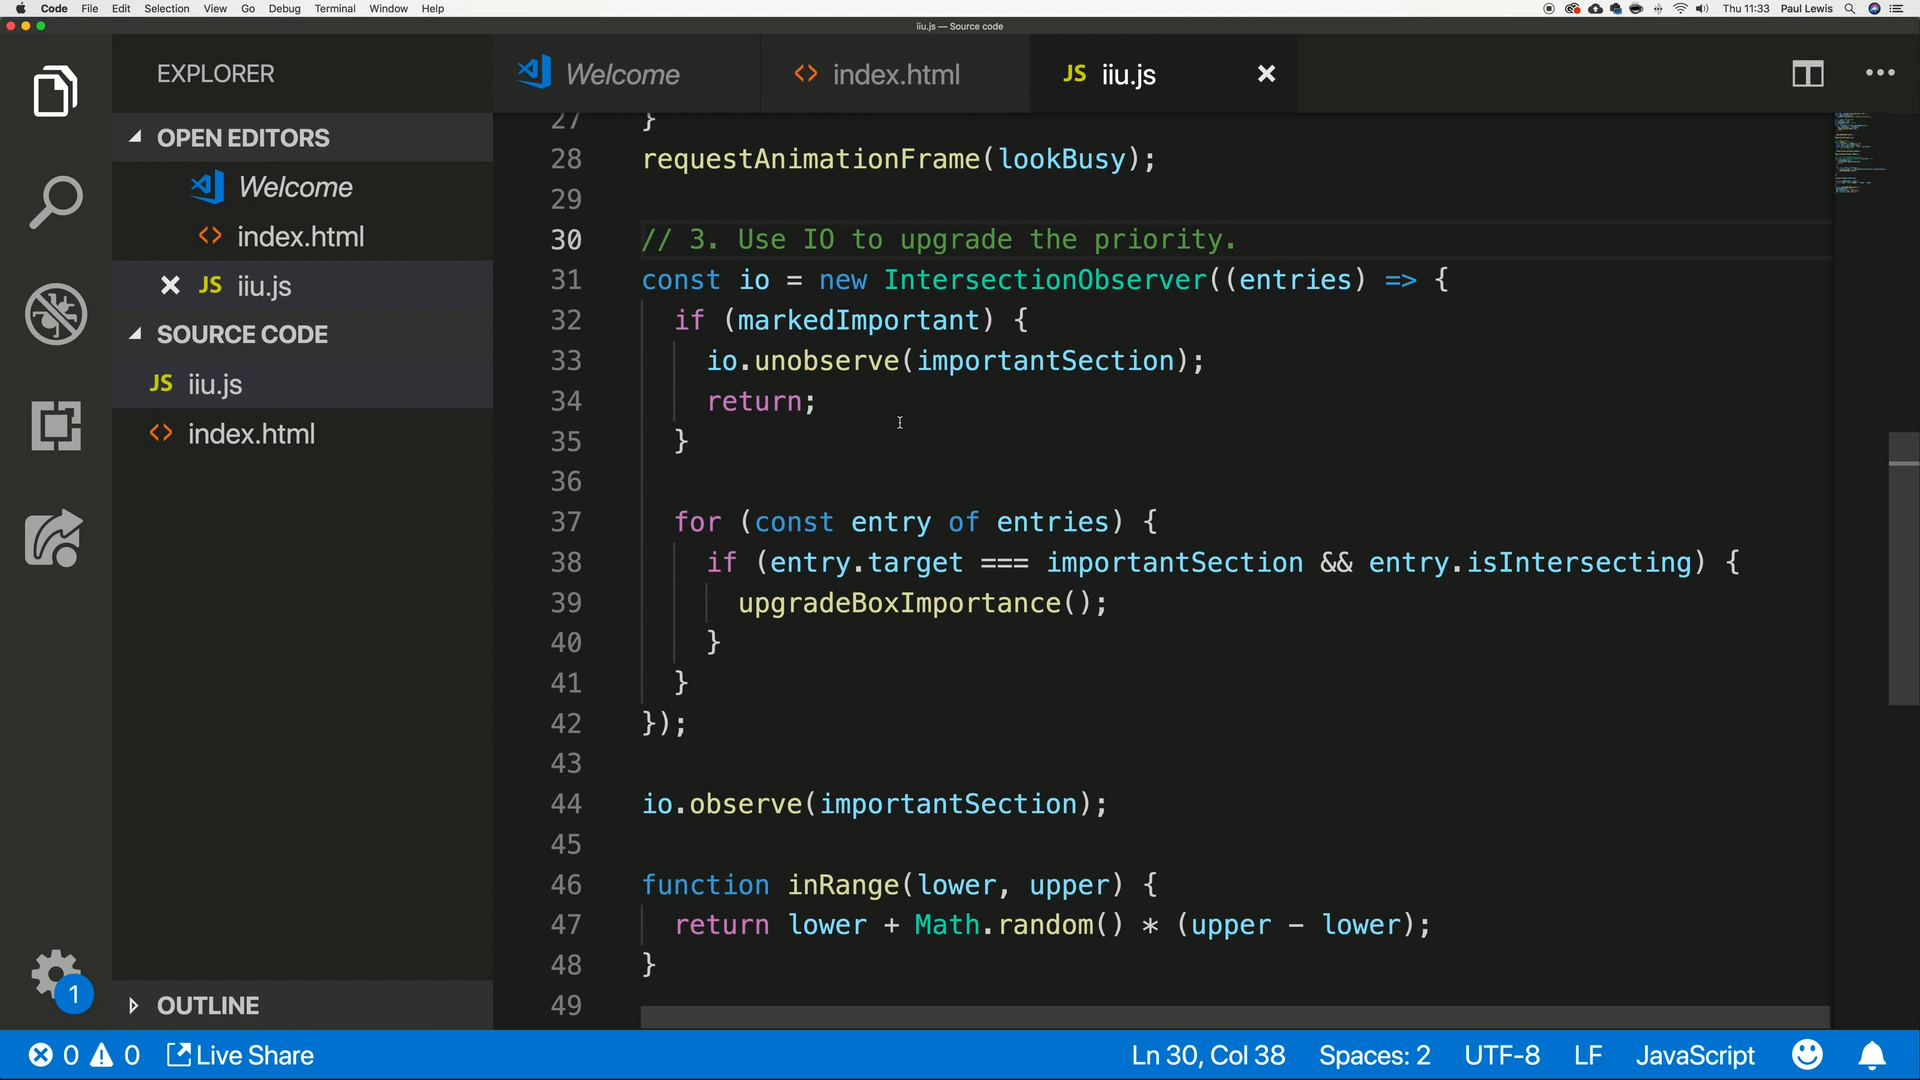 Code File Edit Selection View Go Debug Terminal Window Help
Thu 11:33 Paul Lewis
iiu.js — Source code
EXPLORER
OPEN EDITORS
Welcome
index.html
JS iiu.js
SOURCE CODE
JS iiu.js
index.html
OUTLINE
1
Welcome
index.html
JS iiu.js
27 }
28 requestAnimationFrame(lookBusy);
29
30 // 3. Use IO to upgrade the priority.
31 const io = new IntersectionObserver((entries) => {
32 if (markedImportant) {
33 io.unobserve(importantSection);
34 return;
35 }
36
37 for (const entry of entries) {
38 if (entry.target === importantSection && entry.isIntersecting) {
39 upgradeBoxImportance();
40 }
41 }
42 });
43
44 io.observe(importantSection);
45
46 function inRange(lower, upper) {
47 return lower + Math.random() * (upper - lower);
48 }
49
0 0 Live Share
Ln 30, Col 38 Spaces: 2 UTF-8 LF JavaScript